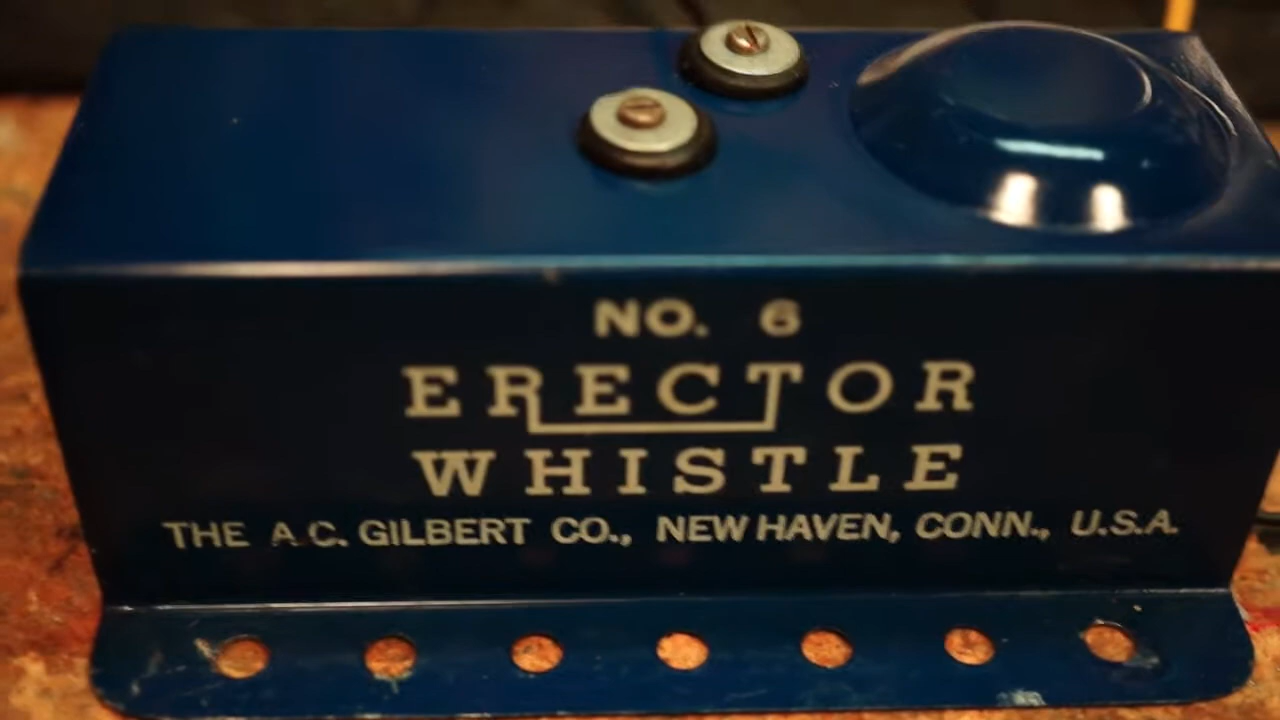 NO. 6
ERECTOR
WHISTLE
THE A.C. GILBERT CO., NEW HAVEN, CONN., U.S.A.